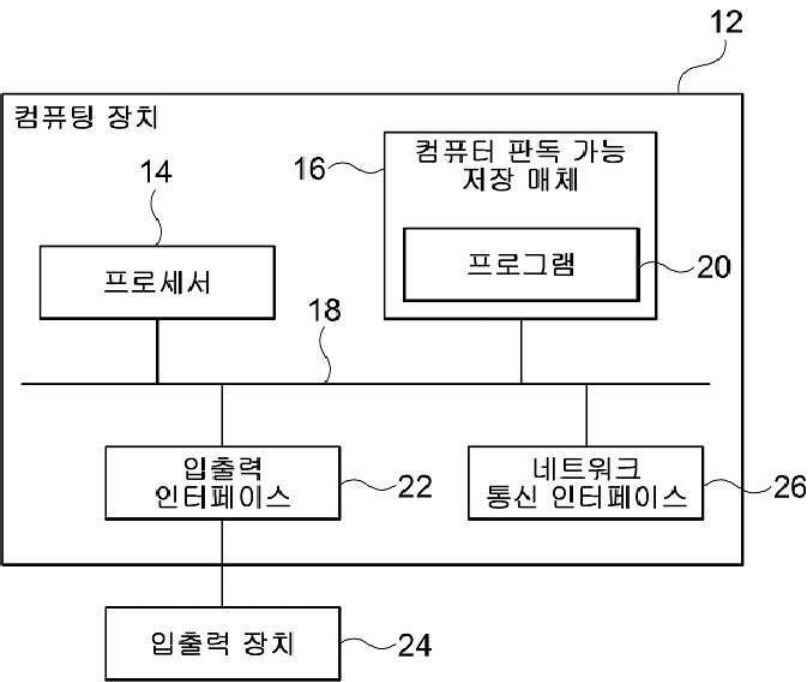 12
컴퓨팅 장치
컴퓨터 판독 가능
저장 매체
16
14
프로세서
프로그램
20
18
입출력
인터페이스
22
네트워크
통신 인터페이스
26
입출력 장치
24